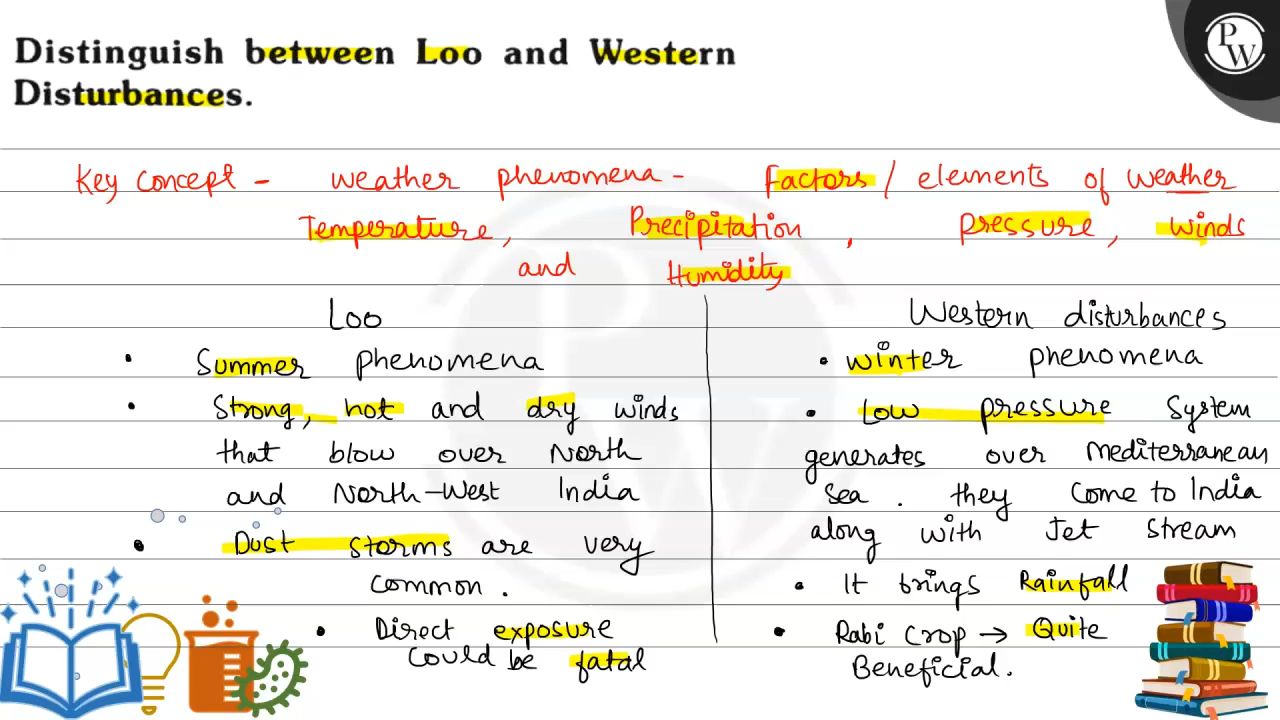 Distinguish between Loo and Western
Disturbances.
PW
Key concept - weather phenomena - Factors / elements of weather
Temperature, Precipitation, Pressure, winds
and Humidity
Loo
• Summer phenomena
• Strong, hot and dry winds
that blow over North
and North-West India
• Dust storms are very
common.
• Direct exposure
could be fatal
Western disturbances
• winter phenomena
• Low pressure system
generates over Mediterranean
Sea. they come to India
along with Jet stream
• It brings Rainfall
• Rabi crop → Quite
Beneficial.